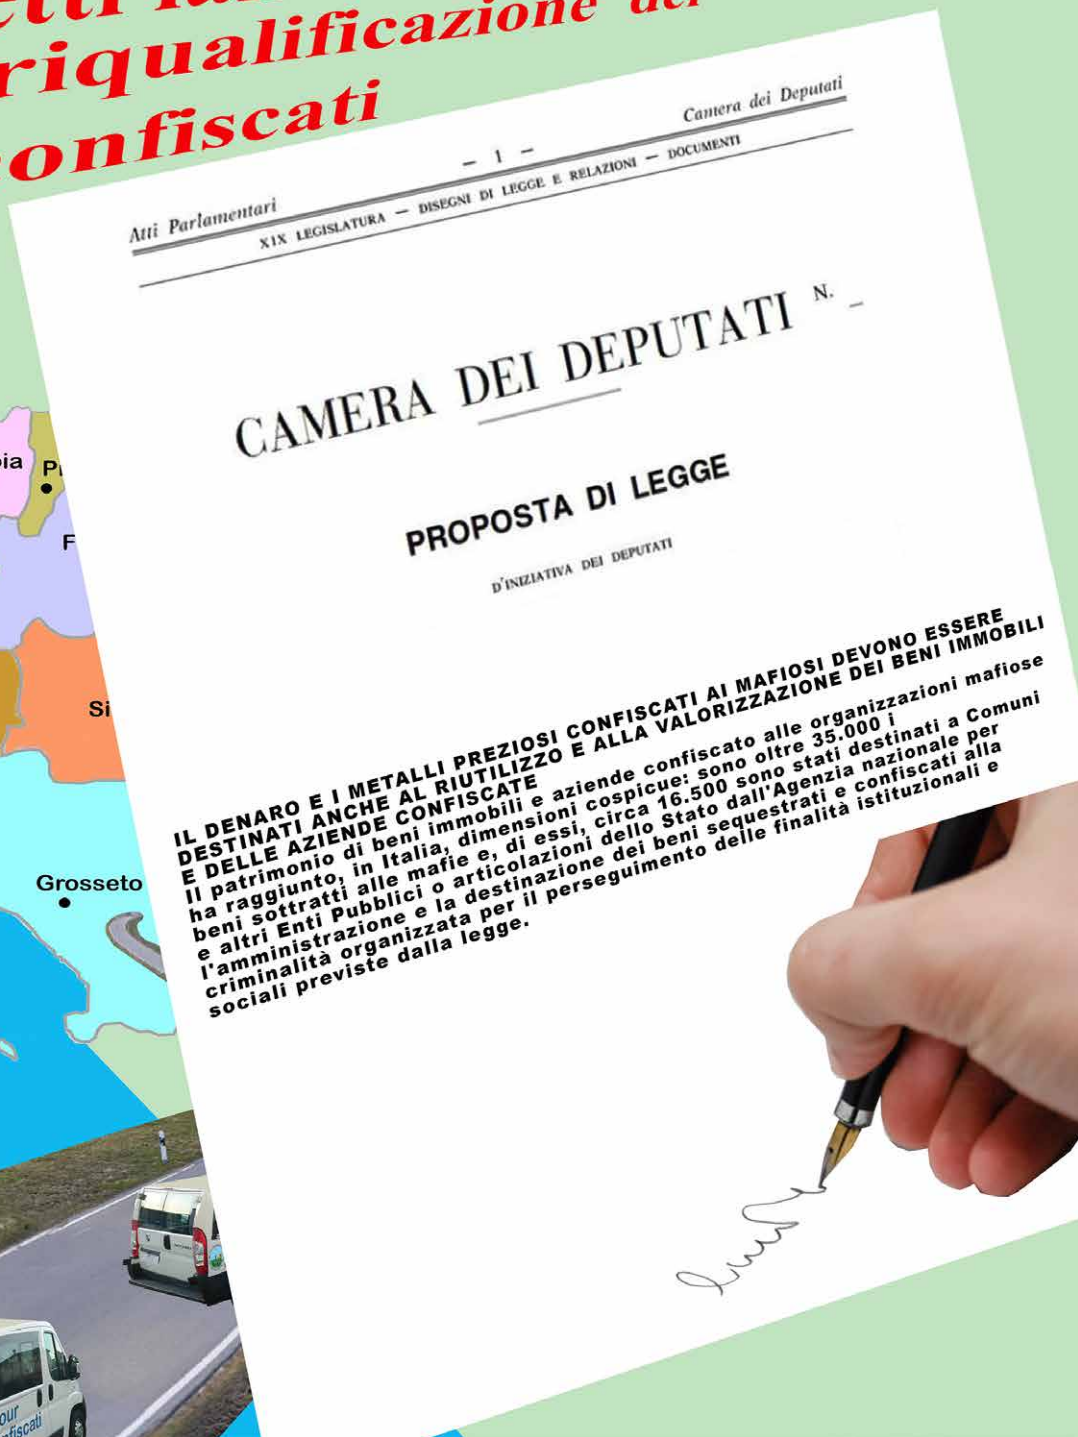 riqualificazione dei
confiscati
Atti Parlamentari
— 1 —
Camera dei Deputati
XIX LEGISLATURA — DISEGNI DI LEGGE E RELAZIONI — DOCUMENTI
CAMERA DEI DEPUTATI N. _
PROPOSTA DI LEGGE
D'INIZIATIVA DEI DEPUTATI
IL DENARO E I METALLI PREZIOSI CONFISCATI AI MAFIOSI DEVONO ESSERE
DESTINATI ANCHE AL RIUTILIZZO E ALLA VALORIZZAZIONE DEI BENI IMMOBILI
E DELLE AZIENDE CONFISCATE
Il patrimonio di beni immobili e aziende confiscato alle organizzazioni mafiose
ha raggiunto, in Italia, dimensioni cospicue: sono oltre 35.000 i
beni sottratti alle mafie e, di essi, circa 16.500 sono stati destinati a Comuni
e altri Enti Pubblici o articolazioni dello Stato dall'Agenzia nazionale per
l'amministrazione e la destinazione dei beni sequestrati e confiscati alla
criminalità organizzata per il perseguimento delle finalità istituzionali e
sociali previste dalla legge.
Grosseto